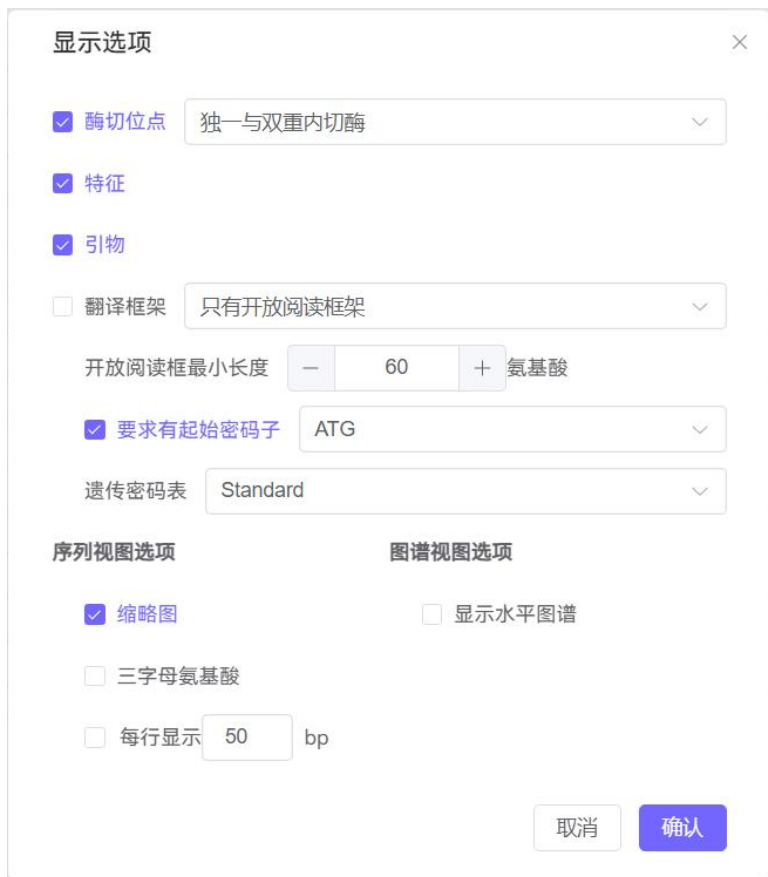 显示选项
酶切位点 独一与双重内切酶
特征
引物
翻译框架 只有开放阅读框架
开放阅读框最小长度 — 60 + 氨基酸
要求有起始密码子 ATG
遗传密码表 Standard
序列视图选项 图谱视图选项
缩略图 显示水平图谱
三字母氨基酸
每行显示 50 bp
取消 确认